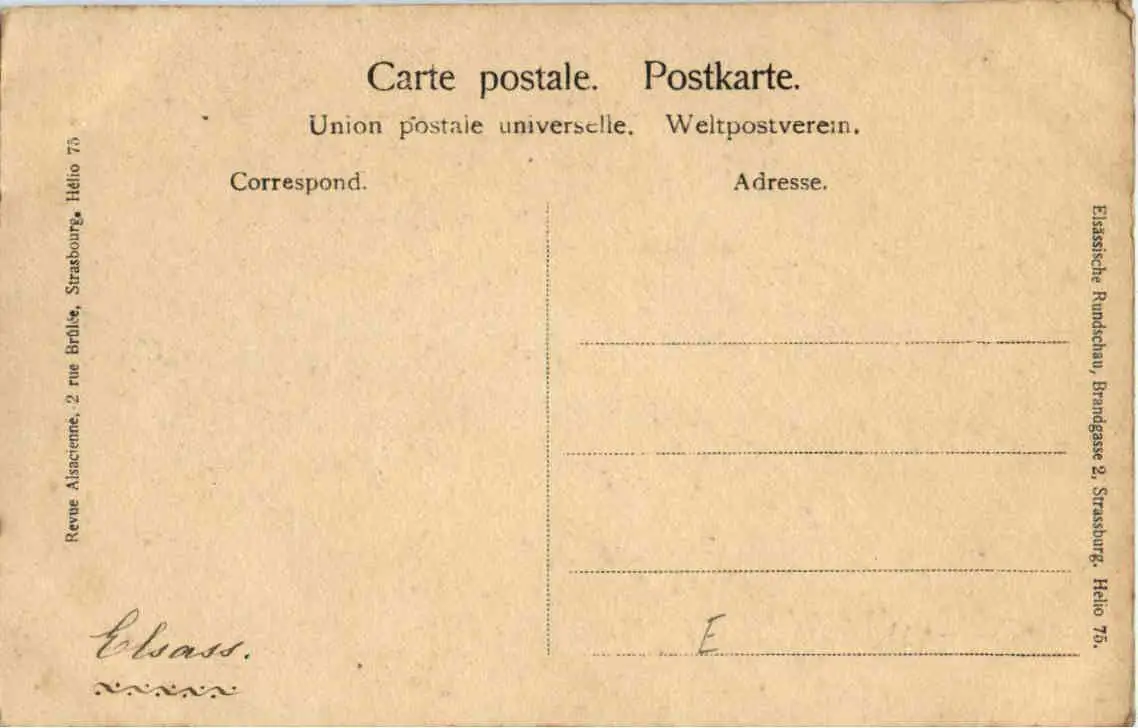 Carte postale. Postkarte.
Union postale universelle. Weltpostverein.
Correspond. Adresse.
Revue Alsacienne, 2 rue Brûlée, Strasbourg. Hélio 75
Elsässische Rundschau, Brandgasse 2, Strassburg. Helio 75.
Elsass.
E